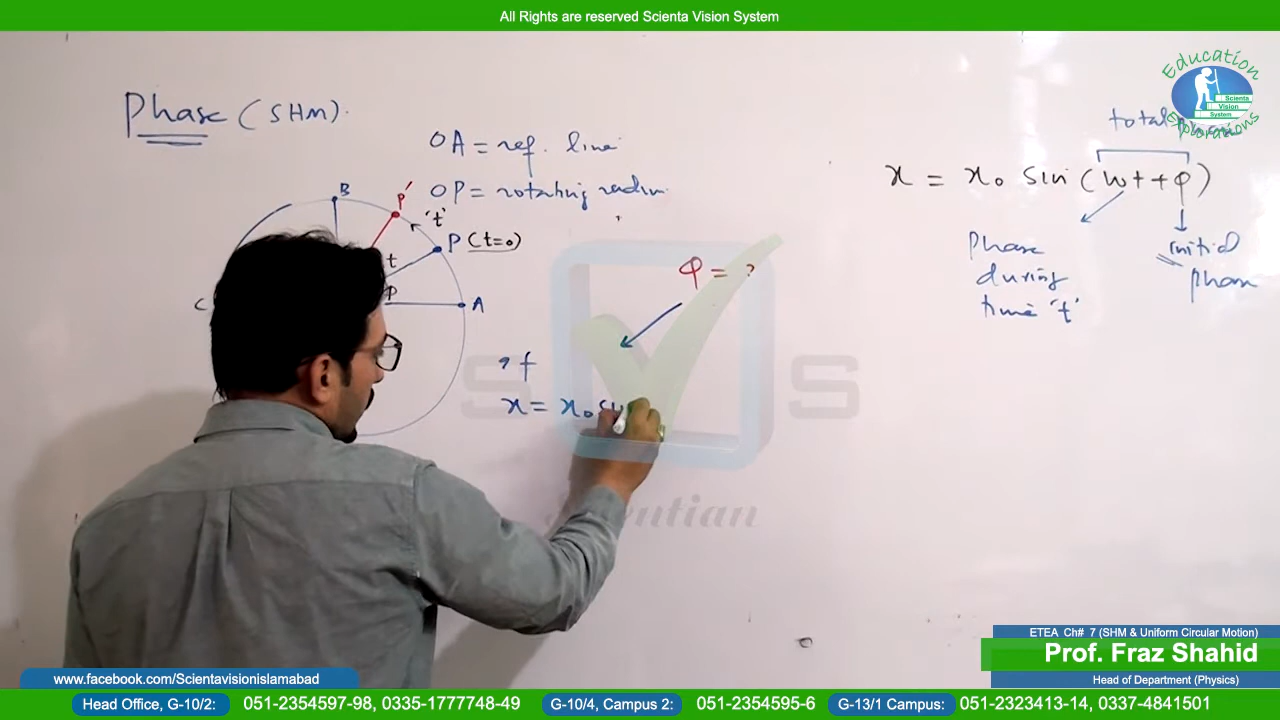 All Rights are reserved Scienta Vision System
Education
Scienta
Vision
System
Explorations
Phase (SHM).
OA = ref. line
OP = rotating radius
B
P'
't'
P (t=0)
t
φ
C
A
φ = ?
if
x = x₀ si
total
x = x₀ sin (ωt+φ)
Phase
during
time 't'
initial
phase
S S
Scientian
ETEA Ch# 7 (SHM & Uniform Circular Motion)
Prof. Fraz Shahid
Head of Department (Physics)
www.facebook.com/Scientavisionislamabad
Head Office, G-10/2: 051-2354597-98, 0335-1777748-49 G-10/4, Campus 2: 051-2354595-6 G-13/1 Campus: 051-2323413-14, 0337-4841501